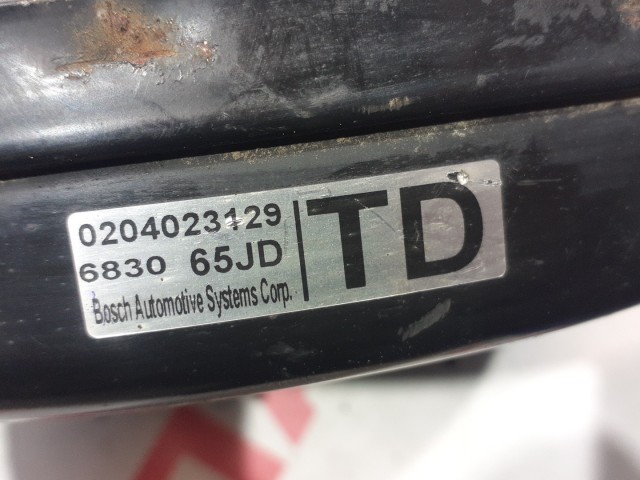 0204023129
6830 65JD
Bosch Automotive Systems Corp.
TD